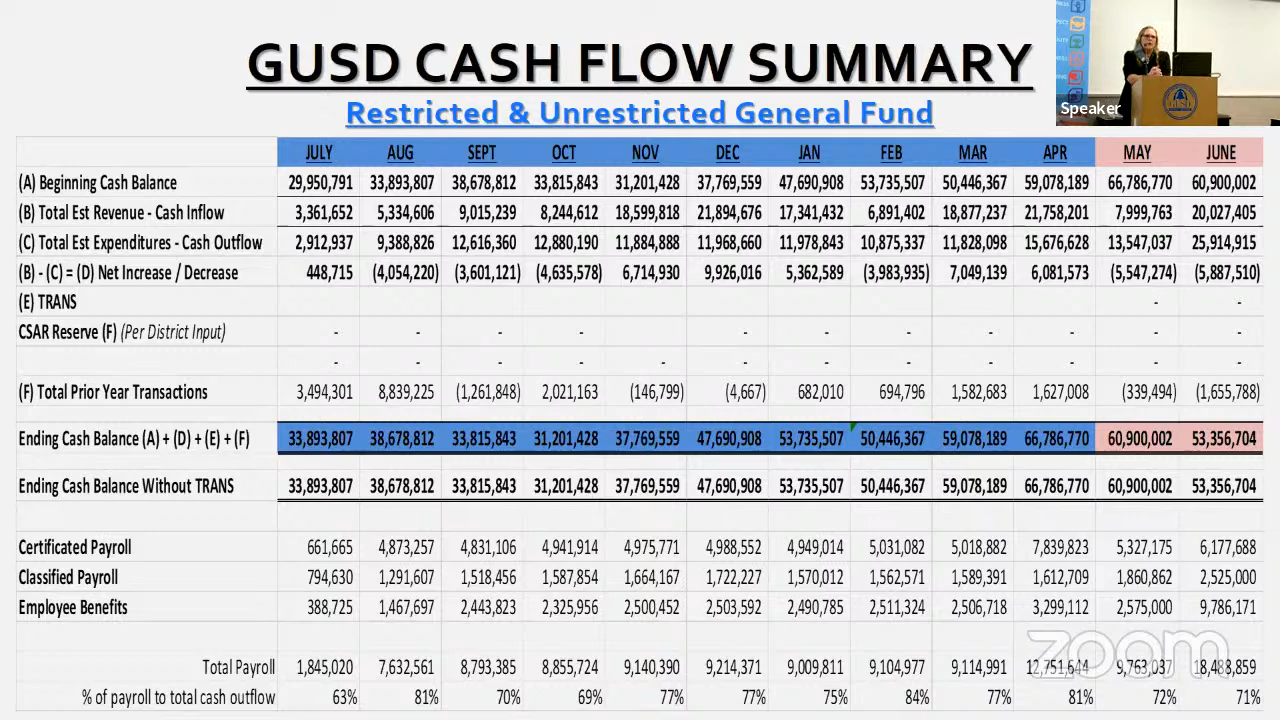 GUSD CASH FLOW SUMMARY
Restricted & Unrestricted General Fund
Speaker
JULY AUG SEPT OCT NOV DEC JAN FEB MAR APR MAY JUNE
(A) Beginning Cash Balance 29,950,791 33,893,807 38,678,812 33,815,843 31,201,428 37,769,559 47,690,908 53,735,507 50,446,367 59,078,189 66,786,770 60,900,002
(B) Total Est Revenue - Cash Inflow 3,361,652 5,334,606 9,015,239 8,244,612 18,599,818 21,894,676 17,341,432 6,891,402 18,877,237 21,758,201 7,999,763 20,027,405
(C) Total Est Expenditures - Cash Outflow 2,912,937 9,388,826 12,616,360 12,880,190 11,884,888 11,968,660 11,978,843 10,875,337 11,828,098 15,676,628 13,547,037 25,914,915
(B) - (C) = (D) Net Increase / Decrease 448,715 (4,054,220) (3,601,121) (4,635,578) 6,714,930 9,926,016 5,362,589 (3,983,935) 7,049,139 6,081,573 (5,547,274) (5,887,510)
(E) TRANS - -
CSAR Reserve (F) (Per District Input) - - - - - - - - - - -
- - - - - - - - - - - -
(F) Total Prior Year Transactions 3,494,301 8,839,225 (1,261,848) 2,021,163 (146,799) (4,667) 682,010 694,796 1,582,683 1,627,008 (339,494) (1,655,788)
Ending Cash Balance (A) + (D) + (E) + (F) 33,893,807 38,678,812 33,815,843 31,201,428 37,769,559 47,690,908 53,735,507 50,446,367 59,078,189 66,786,770 60,900,002 53,356,704
Ending Cash Balance Without TRANS 33,893,807 38,678,812 33,815,843 31,201,428 37,769,559 47,690,908 53,735,507 50,446,367 59,078,189 66,786,770 60,900,002 53,356,704
Certificated Payroll 661,665 4,873,257 4,831,106 4,941,914 4,975,771 4,988,552 4,949,014 5,031,082 5,018,882 7,839,823 5,327,175 6,177,688
Classified Payroll 794,630 1,291,607 1,518,456 1,587,854 1,664,167 1,722,227 1,570,012 1,562,571 1,589,391 1,612,709 1,860,862 2,525,000
Employee Benefits 388,725 1,467,697 2,443,823 2,325,956 2,500,452 2,503,592 2,490,785 2,511,324 2,506,718 3,299,112 2,575,000 9,786,171
Total Payroll 1,845,020 7,632,561 8,793,385 8,855,724 9,140,390 9,214,371 9,009,811 9,104,977 9,114,991 12,751,644 9,763,037 18,488,859
% of payroll to total cash outflow 63% 81% 70% 69% 77% 77% 75% 84% 77% 81% 72% 71%
zoom